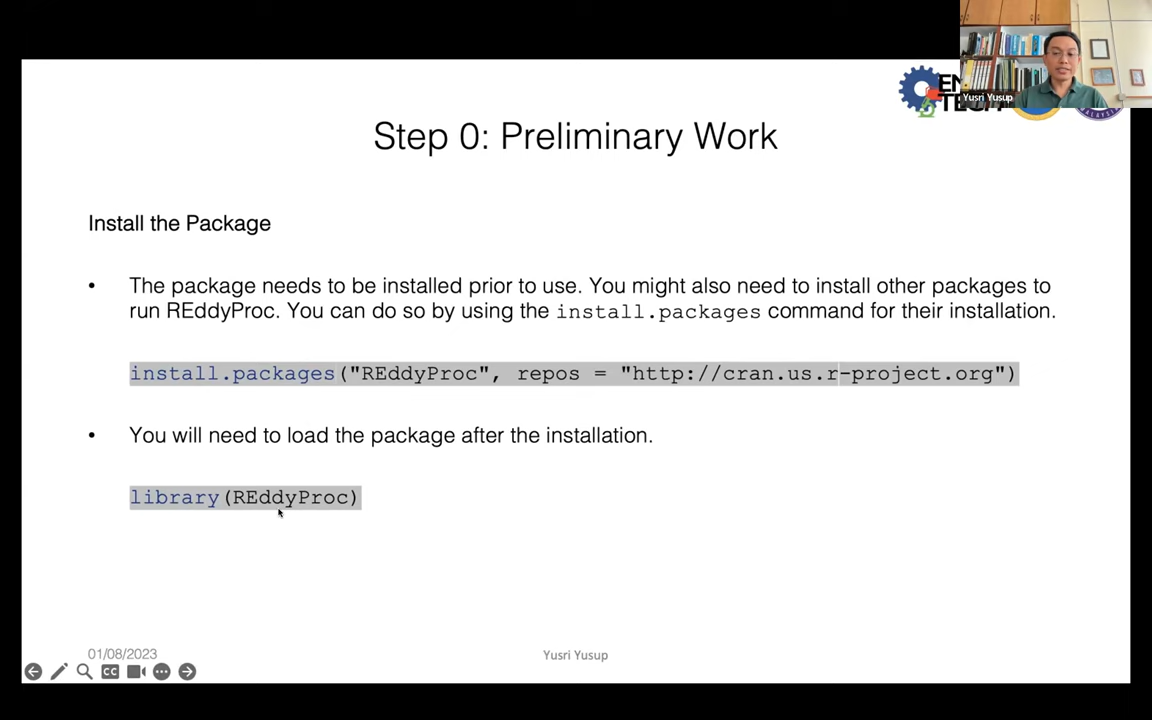 Yusri Yusup
Step 0: Preliminary Work
Install the Package
• The package needs to be installed prior to use. You might also need to install other packages to
run REddyProc. You can do so by using the install.packages command for their installation.
install.packages("REddyProc", repos = "http://cran.us.r-project.org")
• You will need to load the package after the installation.
library(REddyProc)
01/08/2023
Yusri Yusup
CC